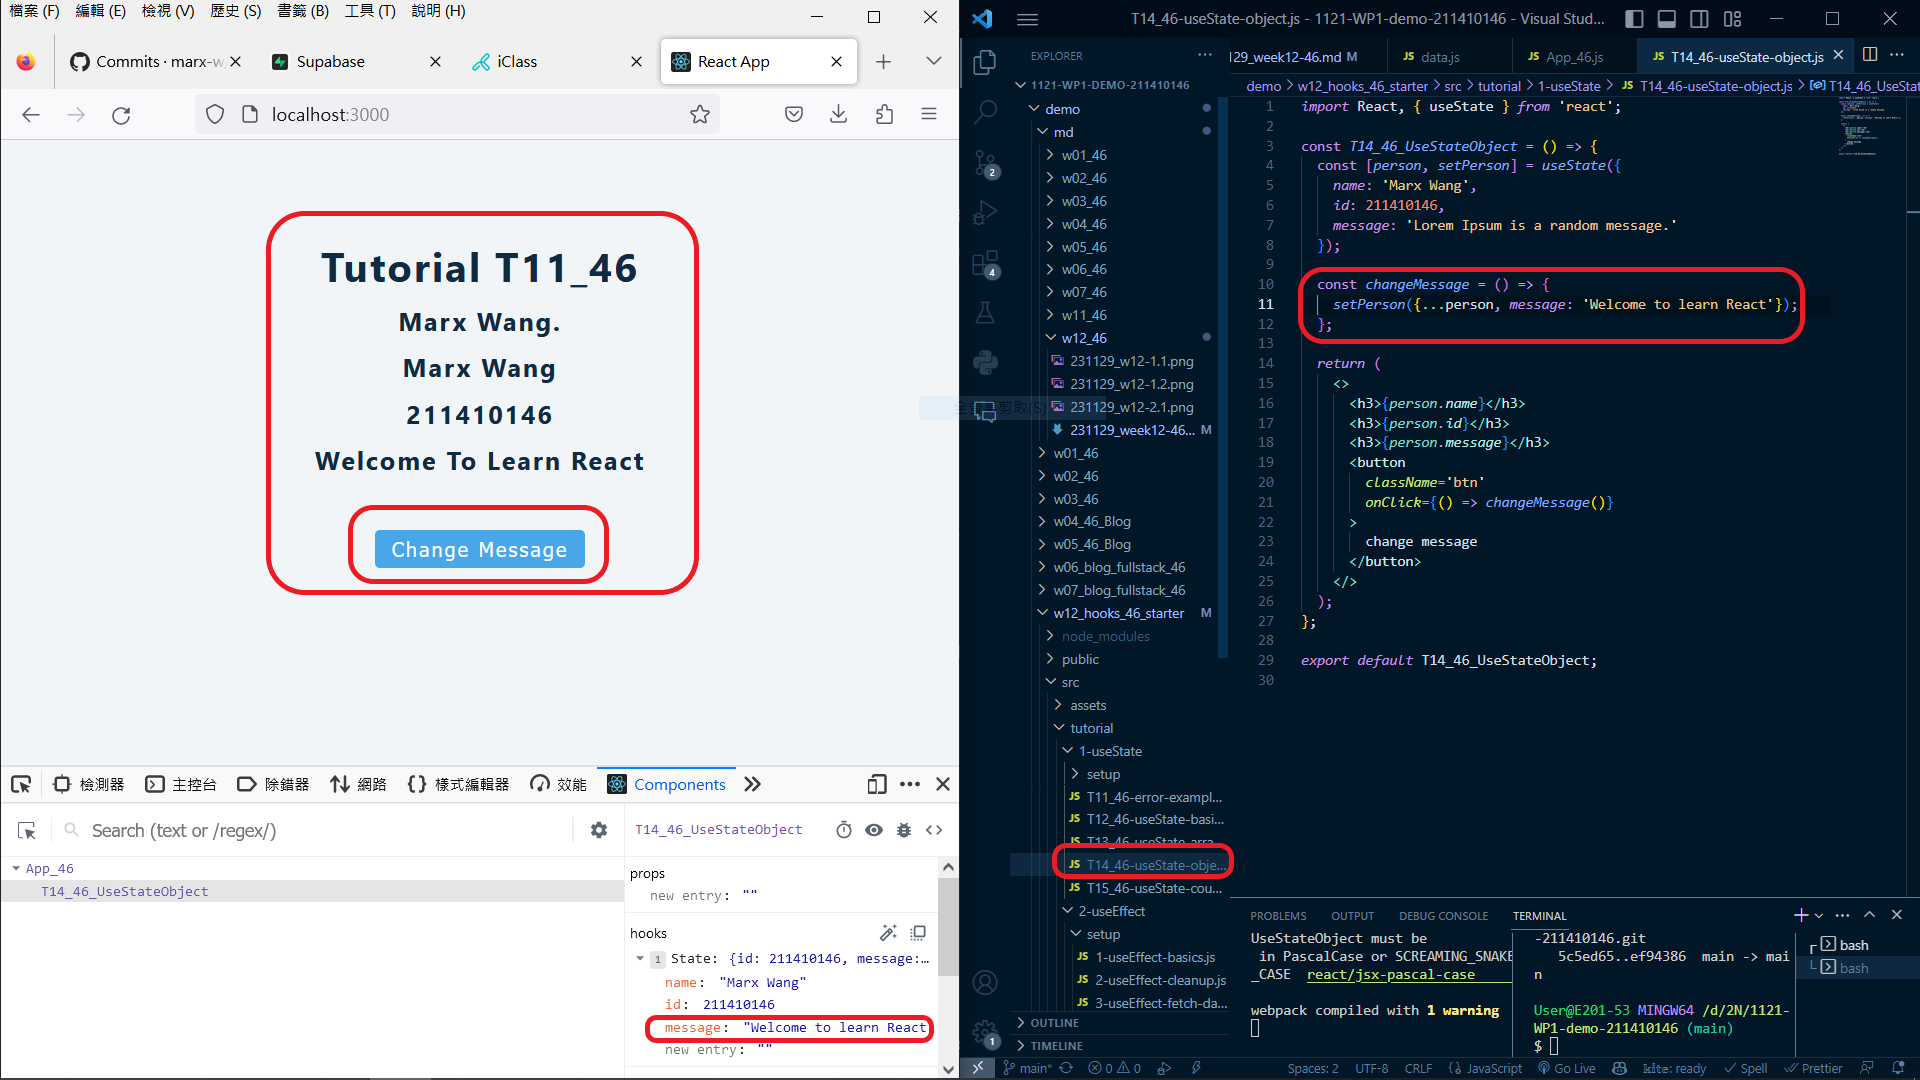 檔案 (F) 編輯 (E) 檢視 (V) 歷史 (S) 書籤 (B) 工具 (T) 說明 (H)
Commits · marx-w
Supabase
iClass
React App
localhost:3000
Tutorial T11_46
Marx Wang.
Marx Wang
211410146
Welcome To Learn React
Change Message
檢測器 主控台 除錯器 網路 樣式編輯器 效能 Components
Search (text or /regex/)
App_46
T14_46_UseStateObject
T14_46_UseStateObject
props
new entry: ""
hooks
1 State: {id: 211410146, message:…
name: "Marx Wang"
id: 211410146
message: "Welcome to learn React
new entry: ""
T14_46-useState-object.js - 1121-WP1-demo-211410146 - Visual Stud...
EXPLORER
1121-WP1-DEMO-211410146
demo
md
w01_46
w02_46
w03_46
w04_46
w05_46
w06_46
w07_46
w11_46
w12_46
231129_w12-1.1.png
231129_w12-1.2.png
231129_w12-2.1.png
231129_week12-46... M
w01_46
w02_46
w03_46
w04_46_Blog
w05_46_Blog
w06_blog_fullstack_46
w07_blog_fullstack_46
w12_hooks_46_starter M
node_modules
public
src
assets
tutorial
1-useState
setup
T11_46-error-exampl...
T12_46-useState-basi...
T13_46-useState-arra...
T14_46-useState-obje...
T15_46-useState-cou...
2-useEffect
setup
1-useEffect-basics.js
2-useEffect-cleanup.js
3-useEffect-fetch-da...
OUTLINE
TIMELINE
2
4
1
!29_week12-46.md M
data.js
App_46.js
T14_46-useState-object.js
demo > w12_hooks_46_starter > src > tutorial > 1-useState > T14_46-useState-object.js > T14_46_UseStat
1 import React, { useState } from 'react';
2
3 const T14_46_UseStateObject = () => {
4 const [person, setPerson] = useState({
5 name: 'Marx Wang',
6 id: 211410146,
7 message: 'Lorem Ipsum is a random message.'
8 });
9
10 const changeMessage = () => {
11 setPerson({...person, message: 'Welcome to learn React'});
12 };
13
14 return (
15 <>
16 <h3>{person.name}</h3>
17 <h3>{person.id}</h3>
18 <h3>{person.message}</h3>
19 <button
20 className='btn'
21 onClick={() => changeMessage()}
22 >
23 change message
24 </button>
25 </>
26 );
27 };
28
29 export default T14_46_UseStateObject;
30
PROBLEMS OUTPUT DEBUG CONSOLE TERMINAL
UseStateObject must be
in PascalCase or SCREAMING_SNAKE
_CASE react/jsx-pascal-case
webpack compiled with 1 warning
-211410146.git
5c5ed65..ef94386 main -> mai
n
User@E201-53 MINGW64 /d/2N/1121-
WP1-demo-211410146 (main)
$
bash
bash
main* 0 0 Spaces: 2 UTF-8 CRLF JavaScript Go Live kite: ready Spell Prettier